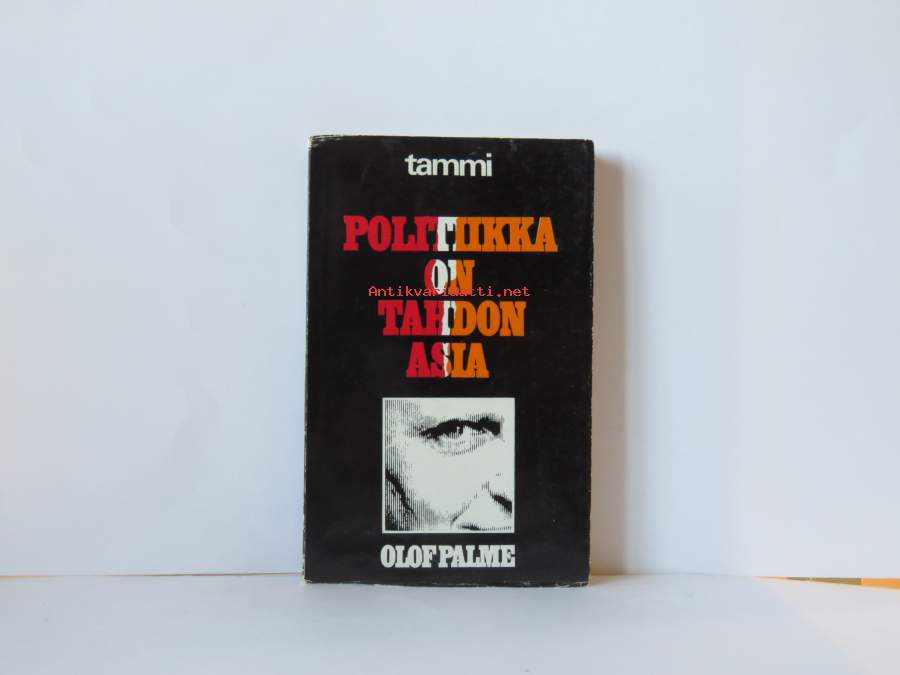 tammi
POLITIIKKA
ON
Antikvariaatti.net
TAHDON
ASIA
OLOF PALME